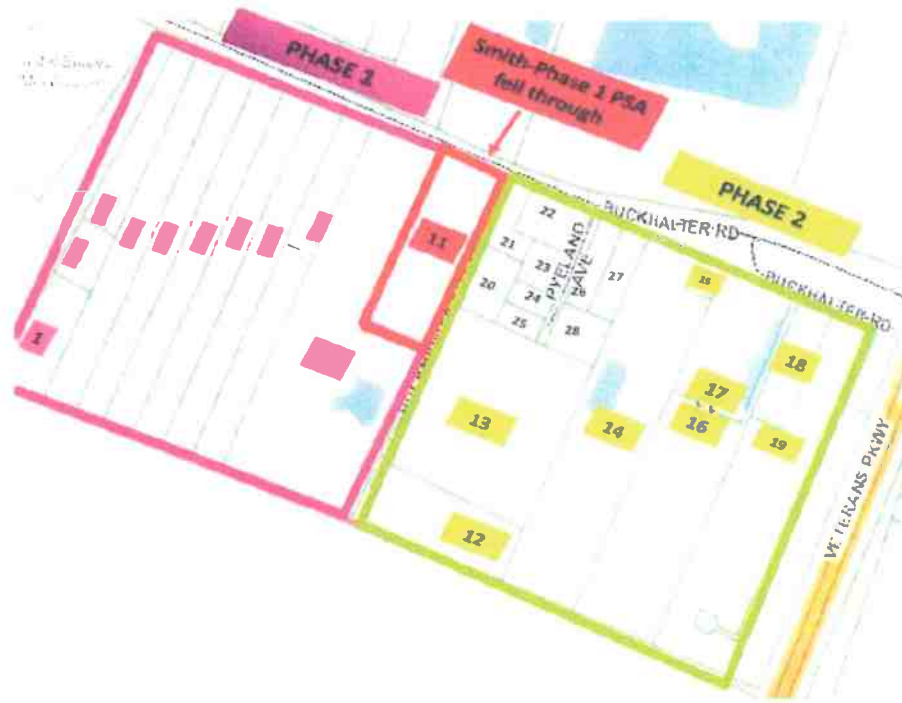 PHASE 1
Smith-Phase 1 PSA
fell through
PHASE 2
BUCKHALTER RD
BUCKHALTER RD
22
21
23
27
20
24
25
28
PYELAND
AVE
11
1
18
17
13
14
16
19
12
VETERANS PKWY